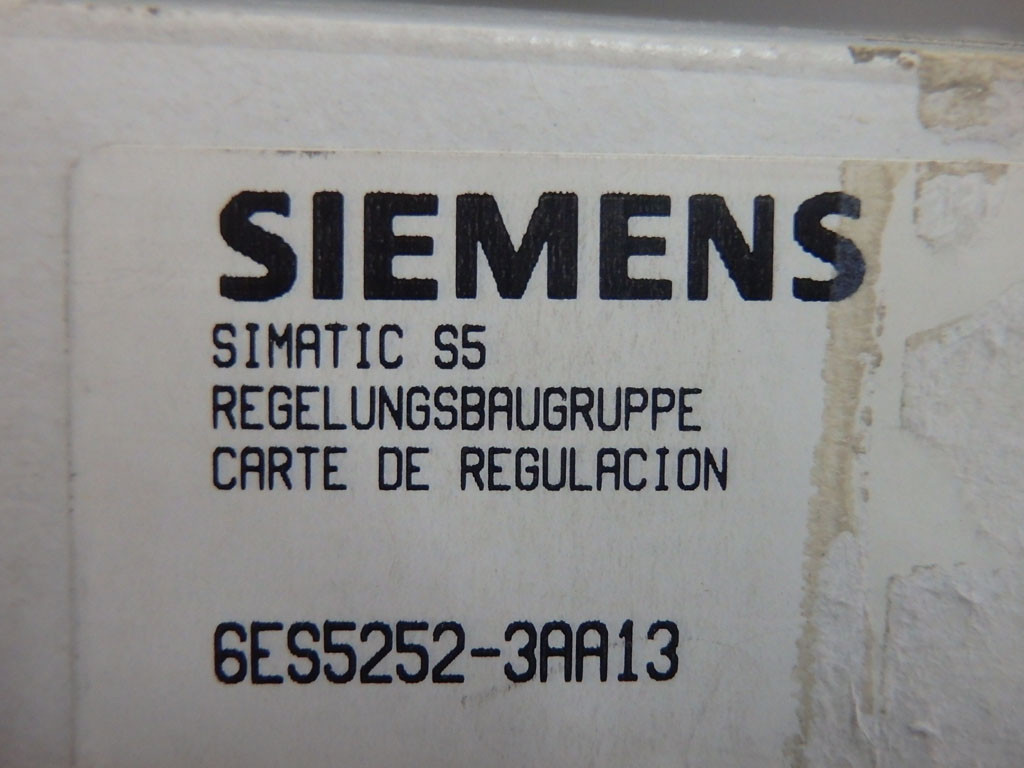 SIEMENS
SIMATIC S5
REGELUNGSBAUGRUPPE
CARTE DE REGULACION
6ES5252-3AA13